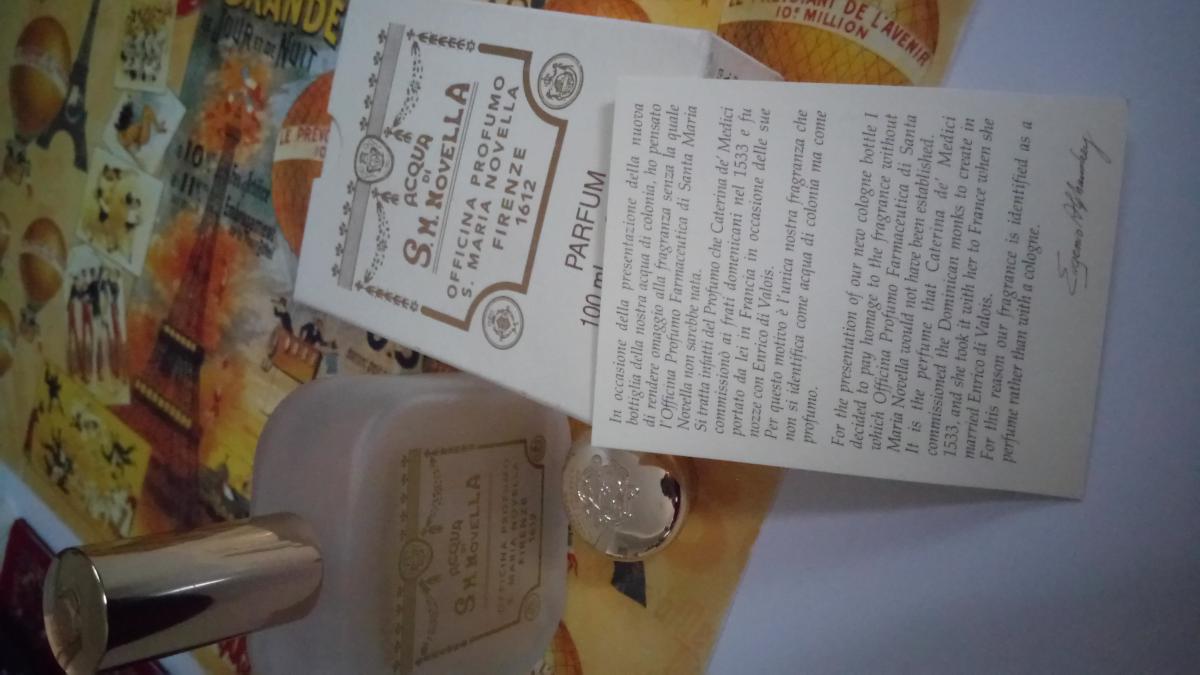 GRANDE
TOUR DE NUIT
LE PREVOYANT DE L'AVENIR
10e MILLION
ACQUA
DI
S.M. NOVELLA
OFFICINA PROFUMO
S. MARIA NOVELLA
FIRENZE
1612
PARFUM
100 ml
In occasione della presentazione della nuova
bottiglia della nostra acqua di colonia, ho pensato
di rendere omaggio alla fragranza senza la quale
l'Officina Profumo Farmaceutica di Santa Maria
Novella non sarebbe nata.
Si tratta infatti del Profumo che Caterina de' Medici
commissionò ai frati domenicani nel 1533 e fu
portato da lei in Francia in occasione delle sue
nozze con Enrico di Valois.
Per questo motivo è l'unica nostra fragranza che
non si identifica come acqua di colonia ma come
profumo.
For the presentation of our new cologne bottle I
decided to pay homage to the fragrance without
which Officina Profumo Farmaceutica di Santa
Maria Novella would not have been established.
It is the perfume that Caterina de' Medici
commissioned the Dominican monks to create in
1533, and she took it with her to France when she
married Enrico di Valois.
For this reason our fragrance is identified as a
perfume rather than with a cologne.
ACQUA
DI
S.M. NOVELLA
OFFICINA PROFUMO
S. MARIA NOVELLA
FIRENZE
1612